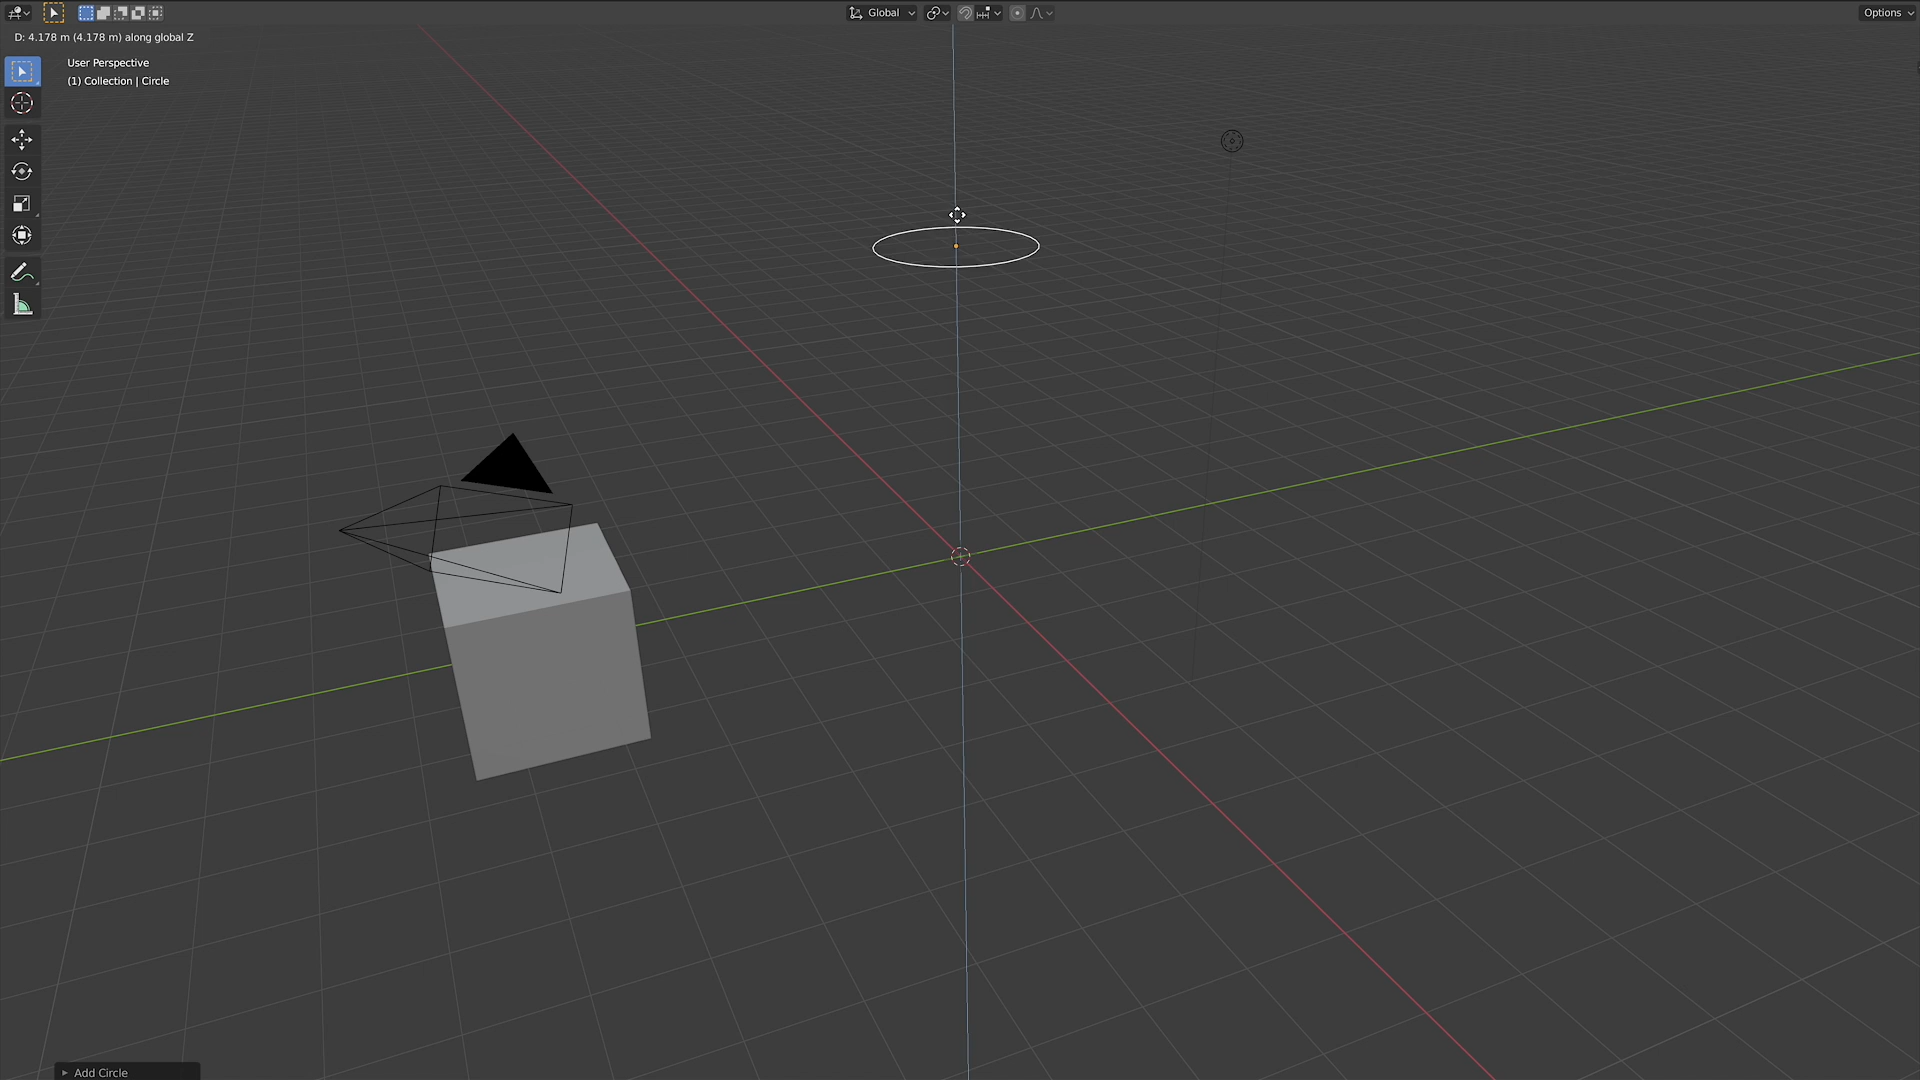 Global
Options
D: 4.178 m (4.178 m) along global Z
User Perspective
(1) Collection | Circle
Add Circle